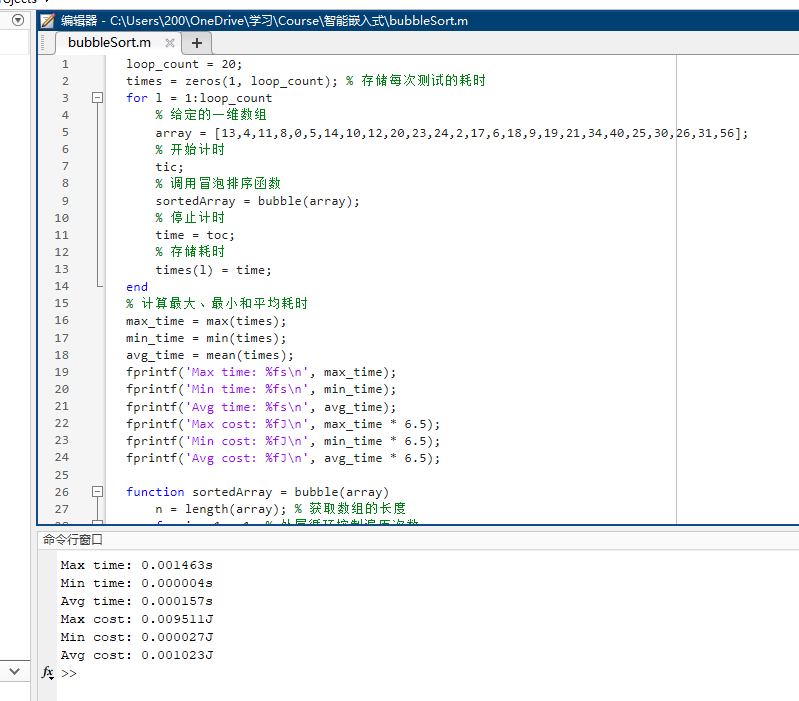 编辑器 - C:\Users\200\OneDrive\学习\Course\智能嵌入式\bubbleSort.m
bubbleSort.m
1 loop_count = 20;
2 times = zeros(1, loop_count); % 存储每次测试的耗时
3 for l = 1:loop_count
4 % 给定的一维数组
5 array = [13,4,11,8,0,5,14,10,12,20,23,24,2,17,6,18,9,19,21,34,40,25,30,26,31,56];
6 % 开始计时
7 tic;
8 % 调用冒泡排序函数
9 sortedArray = bubble(array);
10 % 停止计时
11 time = toc;
12 % 存储耗时
13 times(l) = time;
14 end
15 % 计算最大、最小和平均耗时
16 max_time = max(times);
17 min_time = min(times);
18 avg_time = mean(times);
19 fprintf('Max time: %fs\n', max_time);
20 fprintf('Min time: %fs\n', min_time);
21 fprintf('Avg time: %fs\n', avg_time);
22 fprintf('Max cost: %fJ\n', max_time * 6.5);
23 fprintf('Min cost: %fJ\n', min_time * 6.5);
24 fprintf('Avg cost: %fJ\n', avg_time * 6.5);
25
26 function sortedArray = bubble(array)
27 n = length(array); % 获取数组的长度
命令行窗口
Max time: 0.001463s
Min time: 0.000004s
Avg time: 0.000157s
Max cost: 0.009511J
Min cost: 0.000027J
Avg cost: 0.001023J
fx >>